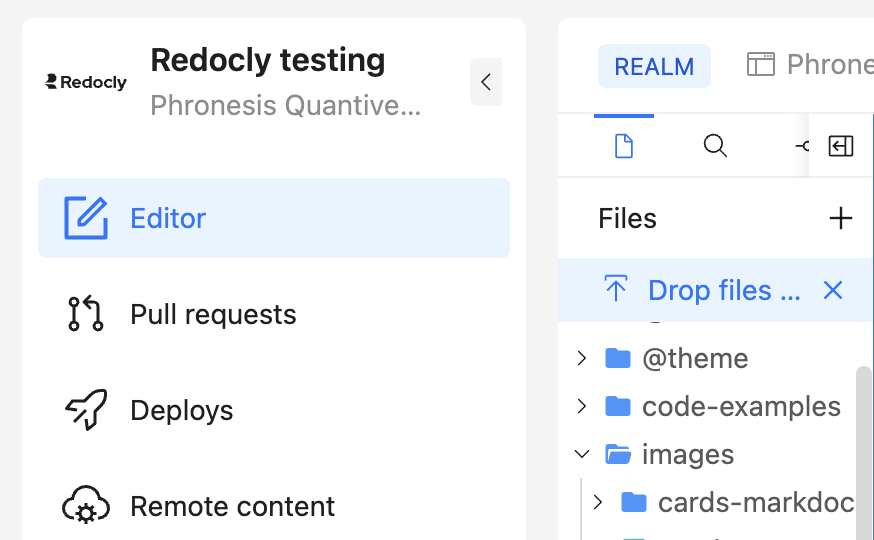 Redocly
Redocly testing
Phronesis Quantive...
Editor
Pull requests
Deploys
Remote content
REALM
Phrone
Files
Drop files ...
@theme
code-examples
images
cards-markdoc